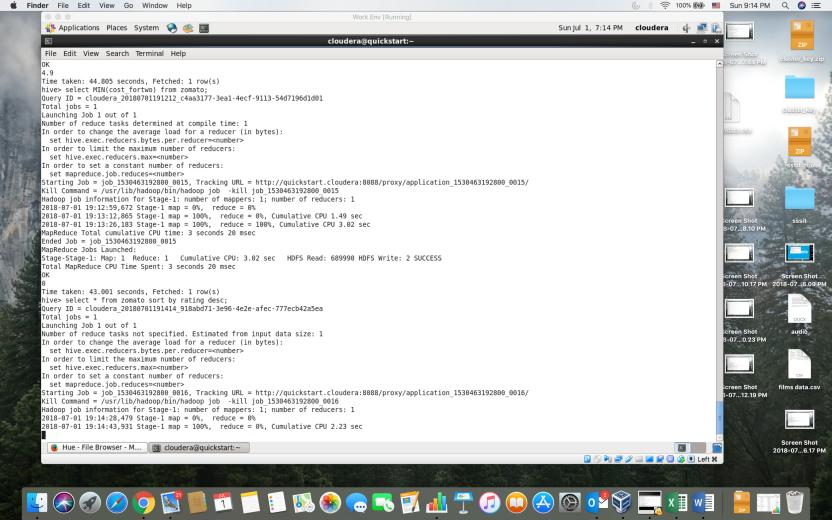 Finder File Edit View Go Window Help
100% Sun 9:14 PM
Work Env [Running]
Applications Places System
Sun Jul 1, 7:14 PM cloudera
cloudera@quickstart:~
File Edit View Search Terminal Help
OK
4.9
Time taken: 44.805 seconds, Fetched: 1 row(s)
hive> select MIN(cost_fortwo) from zomato;
Query ID = cloudera_20180701191212_c4aa3177-3ea1-4ecf-9113-54d7196d1d01
Total jobs = 1
Launching Job 1 out of 1
Number of reduce tasks determined at compile time: 1
In order to change the average load for a reducer (in bytes):
set hive.exec.reducers.bytes.per.reducer=<number>
In order to limit the maximum number of reducers:
set hive.exec.reducers.max=<number>
In order to set a constant number of reducers:
set mapreduce.job.reduces=<number>
Starting Job = job_1530463192800_0015, Tracking URL = http://quickstart.cloudera:8088/proxy/application_1530463192800_0015/
Kill Command = /usr/lib/hadoop/bin/hadoop job -kill job_1530463192800_0015
Hadoop job information for Stage-1: number of mappers: 1; number of reducers: 1
2018-07-01 19:12:59,672 Stage-1 map = 0%, reduce = 0%
2018-07-01 19:13:12,865 Stage-1 map = 100%, reduce = 0%, Cumulative CPU 1.49 sec
2018-07-01 19:13:26,183 Stage-1 map = 100%, reduce = 100%, Cumulative CPU 3.02 sec
MapReduce Total cumulative CPU time: 3 seconds 20 msec
Ended Job = job_1530463192800_0015
MapReduce Jobs Launched:
Stage-Stage-1: Map: 1 Reduce: 1 Cumulative CPU: 3.02 sec HDFS Read: 689990 HDFS Write: 2 SUCCESS
Total MapReduce CPU Time Spent: 3 seconds 20 msec
OK
0
Time taken: 43.001 seconds, Fetched: 1 row(s)
hive> select * from zomato sort by rating desc;
Query ID = cloudera_20180701191414_918abd71-3e96-4e2e-afec-777ecb42a5ea
Total jobs = 1
Launching Job 1 out of 1
Number of reduce tasks not specified. Estimated from input data size: 1
In order to change the average load for a reducer (in bytes):
set hive.exec.reducers.bytes.per.reducer=<number>
In order to limit the maximum number of reducers:
set hive.exec.reducers.max=<number>
In order to set a constant number of reducers:
set mapreduce.job.reduces=<number>
Starting Job = job_1530463192800_0016, Tracking URL = http://quickstart.cloudera:8088/proxy/application_1530463192800_0016/
Kill Command = /usr/lib/hadoop/bin/hadoop job -kill job_1530463192800_0016
Hadoop job information for Stage-1: number of mappers: 1; number of reducers: 1
2018-07-01 19:14:28,479 Stage-1 map = 0%, reduce = 0%
2018-07-01 19:14:43,931 Stage-1 map = 100%, reduce = 0%, Cumulative CPU 2.23 sec
Hue - File Browser - M...
cloudera@quickstart:~
Left ⌘
ZIP
cluster_key.zip
ZIP
Screen Shot
sssit
Screen Shot
Screen Shot
2018-07...6.09 PM
Screen Shot
DOCX
audio
Screen Shot
CSV
films data.csv
Screen Shot
2018-07...6.17 PM
ZIP